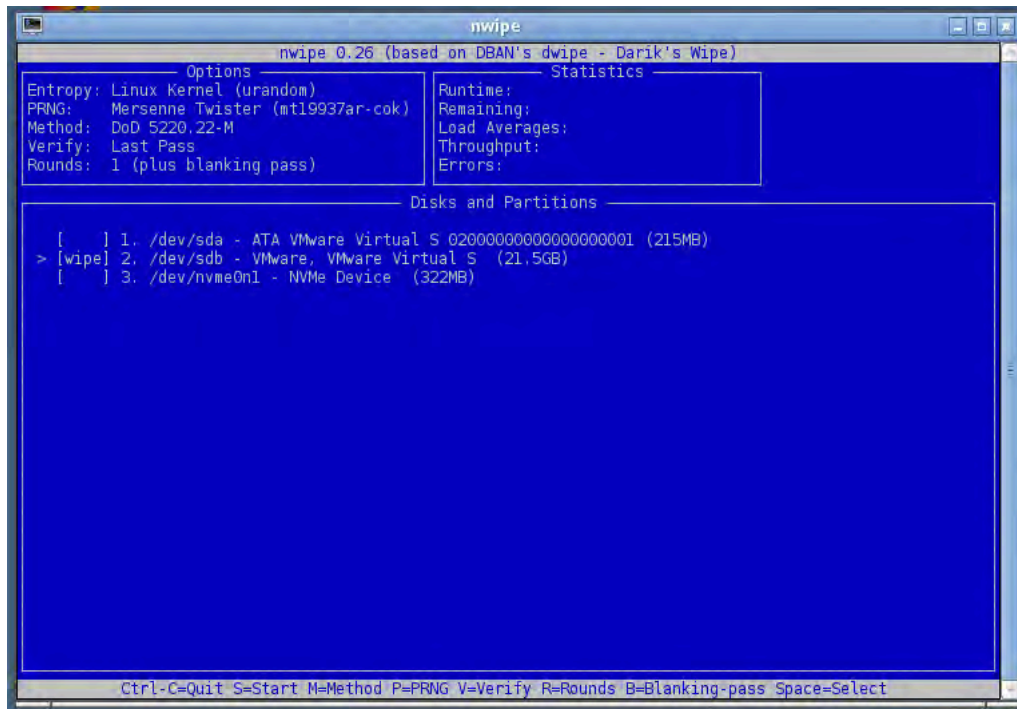 nwipe
nwipe 0.26 (based on DBAN's dwipe - Darik's Wipe)
Options
Entropy: Linux Kernel (urandom)
PRNG: Mersenne Twister (mt19937ar-cok)
Method: DoD 5220.22-M
Verify: Last Pass
Rounds: 1 (plus blanking pass)
Statistics
Runtime:
Remaining:
Load Averages:
Throughput:
Errors:
Disks and Partitions
[    ] 1. /dev/sda - ATA VMware Virtual S 02000000000000000001 (215MB)
> [wipe] 2. /dev/sdb - VMware, VMware Virtual S  (21.5GB)
[    ] 3. /dev/nvme0n1 - NVMe Device  (322MB)
Ctrl-C=Quit S=Start M=Method P=PRNG V=Verify R=Rounds B=Blanking-pass Space=Select